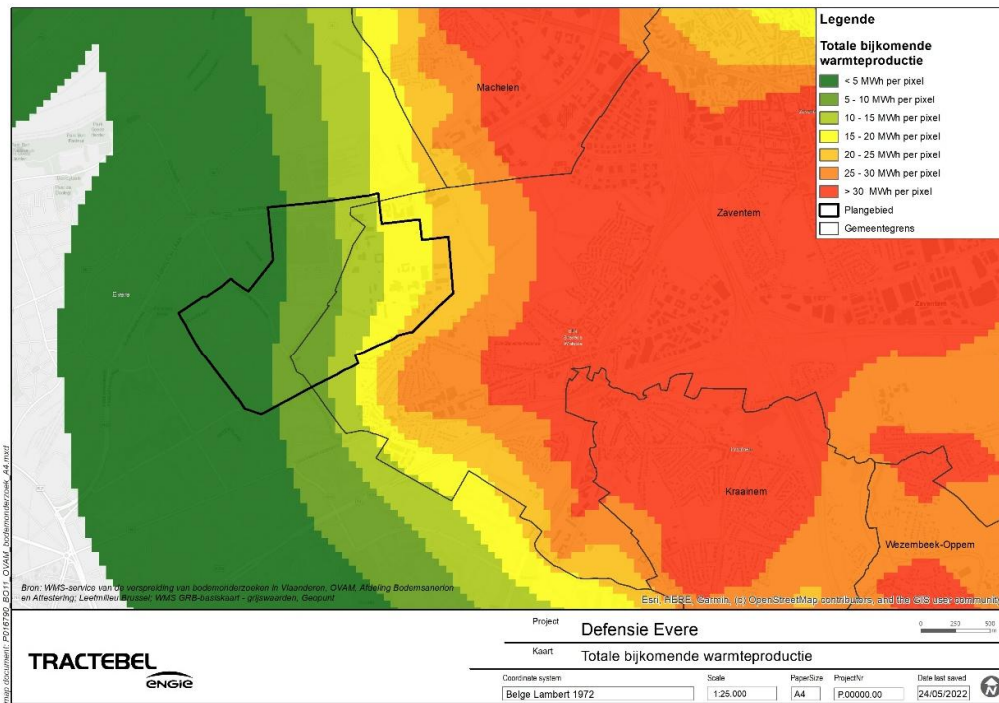 Legende
Totale bijkomende
warmteproductie
< 5 MWh per pixel
5 - 10 MWh per pixel
10 - 15 MWh per pixel
15 - 20 MWh per pixel
20 - 25 MWh per pixel
25 - 30 MWh per pixel
> 30 MWh per pixel
Plangebied
Gemeentegrens
Machelen
Zaventem
Evere
Zaventem
Kraainem
Wezembeek-Oppem
Bron: WMS-service van de verspreiding van bodemonderzoeken in Vlaanderen, OVAM, Afdeling Bodemsanering
en Attestering; Leefmilieu Brussel; WMS GRB-basiskaart - grijswaarden, Geopunt
Esri, HERE, Garmin, (c) OpenStreetMap contributors, and the GIS user community
map document: P016790_BO11_OVAM_bodemonderzoek_A4.mxd
TRACTEBEL
ENGIE
Project Defensie Evere
0 250 500
Kaart Totale bijkomende warmteproductie
Coordinate system Scale PaperSize ProjectNr Date last saved
Belge Lambert 1972 1:25.000 A4 P.00000.00 24/05/2022
N